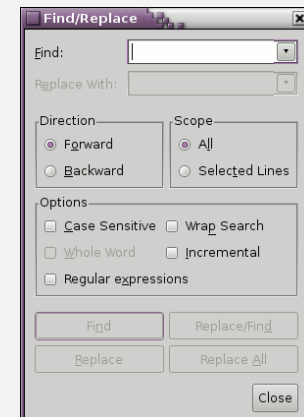 Find/Replace
Find:
Replace With:
Direction
Scope
Forward
All
Backward
Selected Lines
Options
Case Sensitive
Wrap Search
Whole Word
Incremental
Regular expressions
Find
Replace/Find
Replace
Replace All
Close